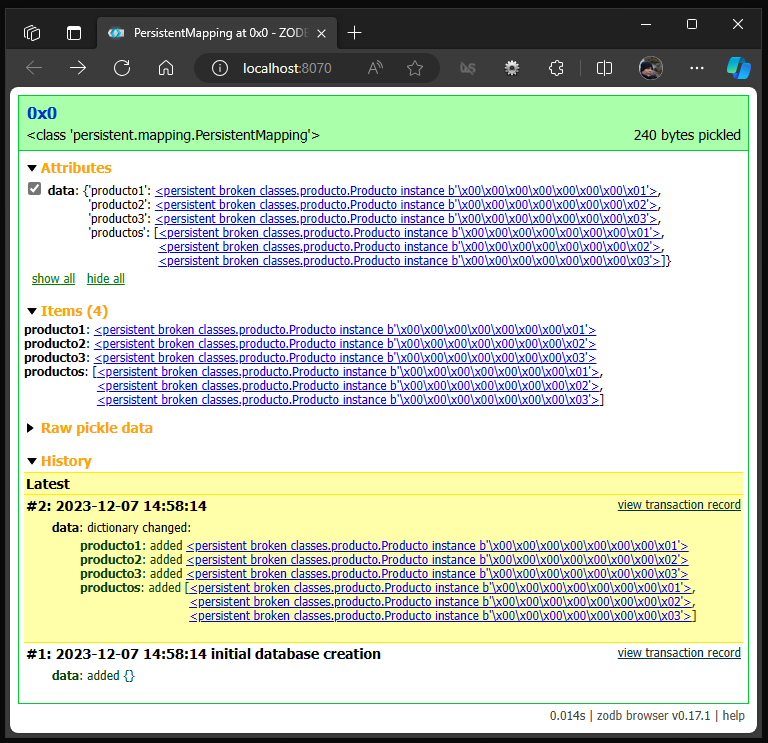 PersistentMapping at 0x0 - ZOD
localhost:8070
0x0
<class 'persistent.mapping.PersistentMapping'>
240 bytes pickled
Attributes
data: {'producto1': <persistent broken classes.producto.Producto instance b'\x00\x00\x00\x00\x00\x00\x00\x01'>,
'producto2': <persistent broken classes.producto.Producto instance b'\x00\x00\x00\x00\x00\x00\x00\x02'>,
'producto3': <persistent broken classes.producto.Producto instance b'\x00\x00\x00\x00\x00\x00\x00\x03'>,
'productos': [<persistent broken classes.producto.Producto instance b'\x00\x00\x00\x00\x00\x00\x00\x01'>,
<persistent broken classes.producto.Producto instance b'\x00\x00\x00\x00\x00\x00\x00\x02'>,
<persistent broken classes.producto.Producto instance b'\x00\x00\x00\x00\x00\x00\x00\x03'>]}
show all hide all
Items (4)
producto1: <persistent broken classes.producto.Producto instance b'\x00\x00\x00\x00\x00\x00\x00\x01'>
producto2: <persistent broken classes.producto.Producto instance b'\x00\x00\x00\x00\x00\x00\x00\x02'>
producto3: <persistent broken classes.producto.Producto instance b'\x00\x00\x00\x00\x00\x00\x00\x03'>
productos: [<persistent broken classes.producto.Producto instance b'\x00\x00\x00\x00\x00\x00\x00\x01'>,
<persistent broken classes.producto.Producto instance b'\x00\x00\x00\x00\x00\x00\x00\x02'>,
<persistent broken classes.producto.Producto instance b'\x00\x00\x00\x00\x00\x00\x00\x03'>]
Raw pickle data
History
Latest
#2: 2023-12-07 14:58:14
view transaction record
data: dictionary changed:
producto1: added <persistent broken classes.producto.Producto instance b'\x00\x00\x00\x00\x00\x00\x00\x01'>
producto2: added <persistent broken classes.producto.Producto instance b'\x00\x00\x00\x00\x00\x00\x00\x02'>
producto3: added <persistent broken classes.producto.Producto instance b'\x00\x00\x00\x00\x00\x00\x00\x03'>
productos: added [<persistent broken classes.producto.Producto instance b'\x00\x00\x00\x00\x00\x00\x00\x01'>,
<persistent broken classes.producto.Producto instance b'\x00\x00\x00\x00\x00\x00\x00\x02'>,
<persistent broken classes.producto.Producto instance b'\x00\x00\x00\x00\x00\x00\x00\x03'>]
#1: 2023-12-07 14:58:14 initial database creation
view transaction record
data: added {}
0.014s | zodb browser v0.17.1 | help